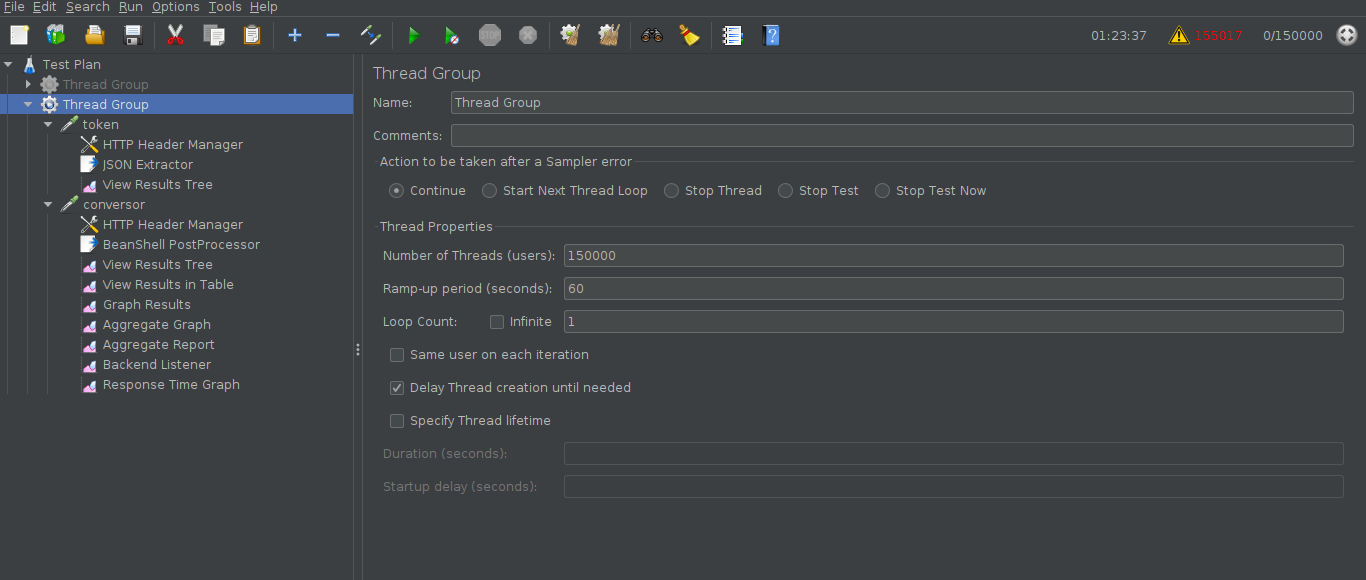 File Edit Search Run Options Tools Help
STOP 01:23:37 155017 0/150000
Test Plan
Thread Group
Thread Group
token
HTTP Header Manager
JSON Extractor
View Results Tree
conversor
HTTP Header Manager
BeanShell PostProcessor
View Results Tree
View Results in Table
Graph Results
Aggregate Graph
Aggregate Report
Backend Listener
Response Time Graph
Thread Group
Name: Thread Group
Comments:
Action to be taken after a Sampler error
Continue Start Next Thread Loop Stop Thread Stop Test Stop Test Now
Thread Properties
Number of Threads (users): 150000
Ramp-up period (seconds): 60
Loop Count: Infinite 1
Same user on each iteration
Delay Thread creation until needed
Specify Thread lifetime
Duration (seconds):
Startup delay (seconds):